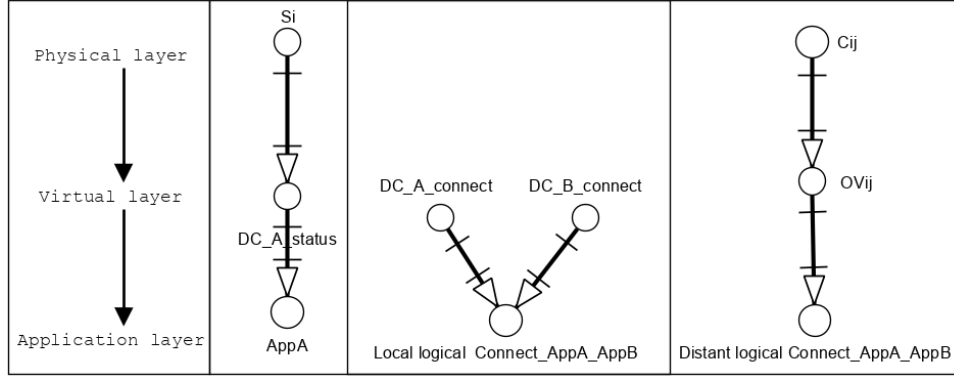 Physical layer
Virtual layer
Application layer
Si
DC_A_status
AppA
DC_A_connect
DC_B_connect
Local logical Connect_AppA_AppB
Cij
OVij
Distant logical Connect_AppA_AppB